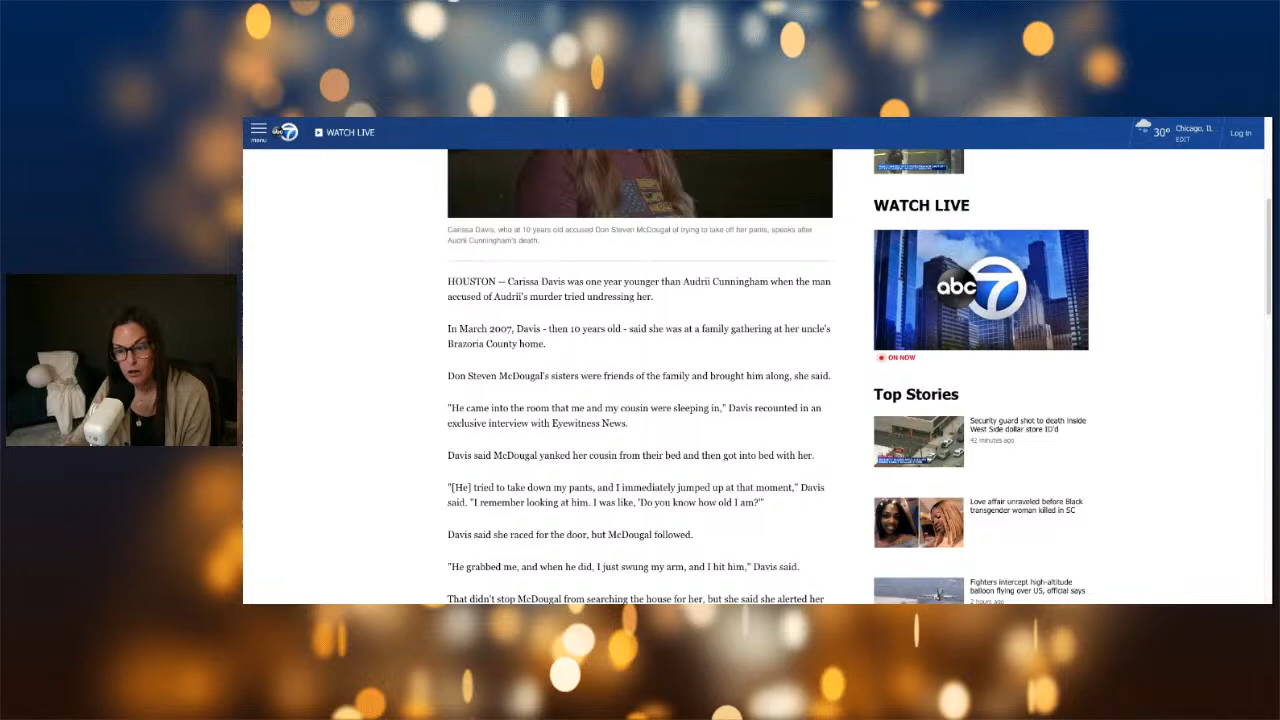 menu
abc 7
WATCH LIVE
30°
Chicago, IL
EDIT
Log In
Carissa Davis, who at 10 years old accused Don Steven McDougal of trying to take off her pants, speaks after
Audrii Cunningham's death.
HOUSTON -- Carissa Davis was one year younger than Audrii Cunningham when the man
accused of Audrii's murder tried undressing her.
In March 2007, Davis - then 10 years old - said she was at a family gathering at her uncle's
Brazoria County home.
Don Steven McDougal's sisters were friends of the family and brought him along, she said.
"He came into the room that me and my cousin were sleeping in," Davis recounted in an
exclusive interview with Eyewitness News.
Davis said McDougal yanked her cousin from their bed and then got into bed with her.
"[He] tried to take down my pants, and I immediately jumped up at that moment," Davis
said. "I remember looking at him. I was like, 'Do you know how old I am?'"
Davis said she raced for the door, but McDougal followed.
"He grabbed me, and when he did, I just swung my arm, and I hit him," Davis said.
That didn't stop McDougal from searching the house for her, but she said she alerted her
WATCH LIVE
abc 7
ON NOW
Top Stories
Security guard shot to death inside
West Side dollar store ID'd
42 minutes ago
Love affair unraveled before Black
transgender woman killed in SC
Fighters intercept high-altitude
balloon flying over US, official says
2 hours ago